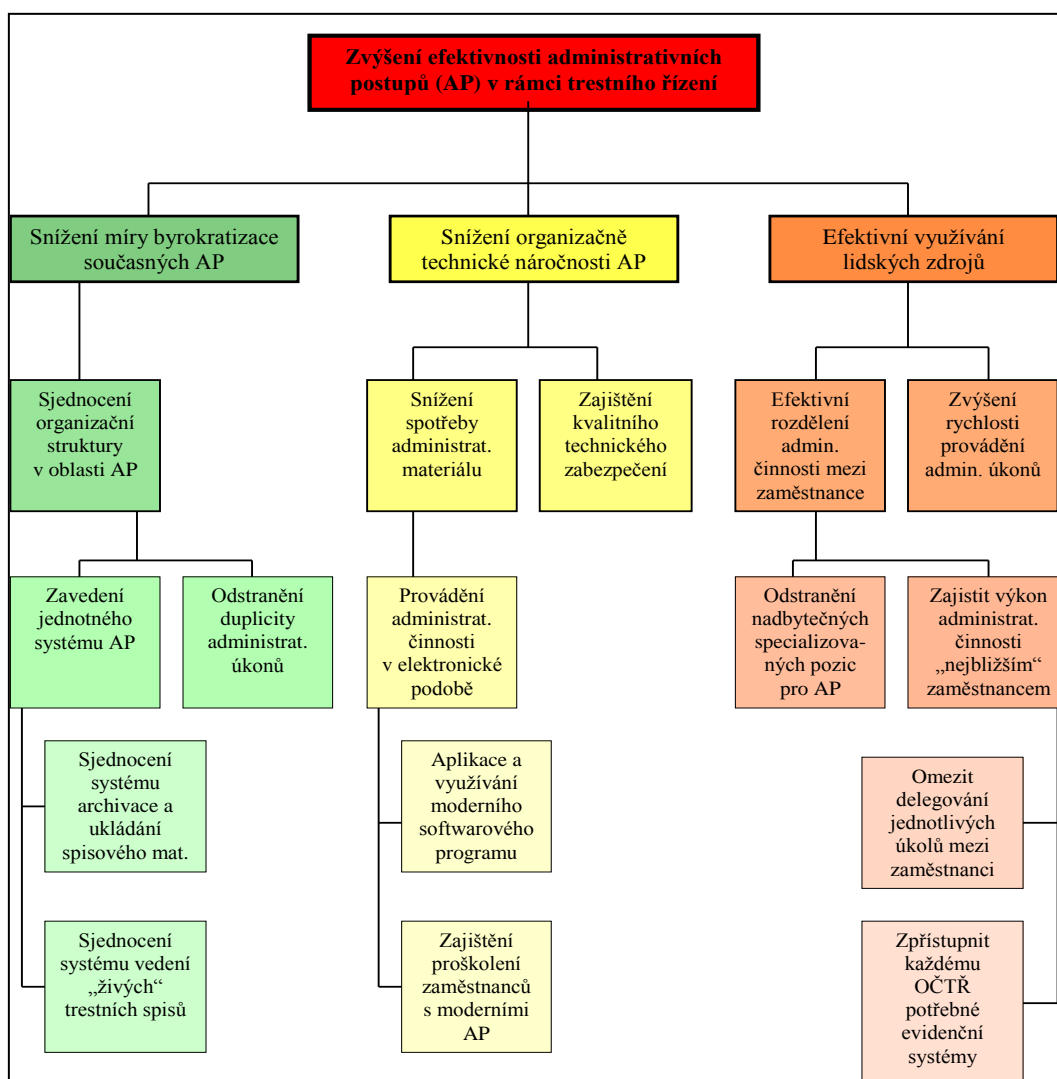 Zvýšení efektivnosti administrativních
postupů (AP) v rámci trestního řízení
Snížení míry byrokratizace
současných AP
Snížení organizačně
technické náročnosti AP
Efektivní využívání
lidských zdrojů
Sjednocení
organizační
struktury
v oblasti AP
Snížení
spotřeby
administrat.
materiálu
Zajištění
kvalitního
technického
zabezpečení
Efektivní
rozdělení
admin.
činnosti mezi
zaměstnance
Zvýšení
rychlosti
provádění
admin. úkonů
Zavedení
jednotného
systému AP
Odstranění
duplicity
administrat.
úkonů
Provádění
administrat.
činnosti
v elektronické
podobě
Odstranění
nadbytečných
specializova-
ných pozic
pro AP
Zajistit výkon
administrat.
činnosti
„nejbližším“
zaměstnancem
Sjednocení
systému
archivace a
ukládání
spisového mat.
Aplikace a
využívání
moderního
softwarového
programu
Omezit
delegování
jednotlivých
úkolů mezi
zaměstnanci
Sjednocení
systému vedení
„živých“
trestních spisů
Zajištění
proškolení
zaměstnanců
s moderními
AP
Zpřístupnit
každému
OČTŘ
potřebné
evidenční
systémy